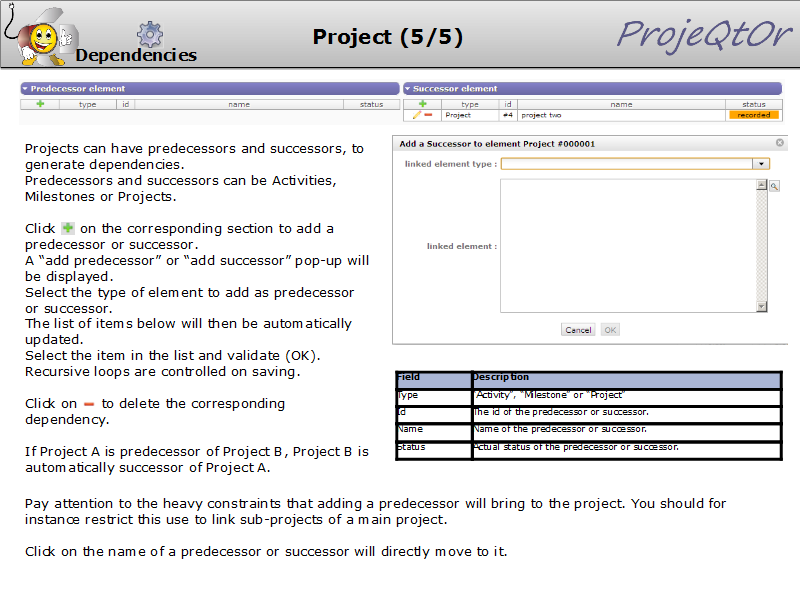 Dependencies
Project (5/5)
ProjeQtOr
Predecessor element
type id name status
Successor element
type id name status
Project #4 project two recorded
Projects can have predecessors and successors, to
generate dependencies.
Predecessors and successors can be Activities,
Milestones or Projects.
Click on the corresponding section to add a
predecessor or successor.
A “add predecessor” or “add successor” pop-up will
be displayed.
Select the type of element to add as predecessor
or successor.
The list of items below will then be automatically
updated.
Select the item in the list and validate (OK).
Recursive loops are controlled on saving.
Click on to delete the corresponding
dependency.
If Project A is predecessor of Project B, Project B is
automatically successor of Project A.
Add a Successor to element Project #000001
linked element type :
linked element :
Cancel OK
Field Description
Type “Activity”, “Milestone” or “Project”
Id The id of the predecessor or successor.
Name Name of the predecessor or successor.
Status Actual status of the predecessor or successor.
Pay attention to the heavy constraints that adding a predecessor will bring to the project. You should for
instance restrict this use to link sub-projects of a main project.
Click on the name of a predecessor or successor will directly move to it.